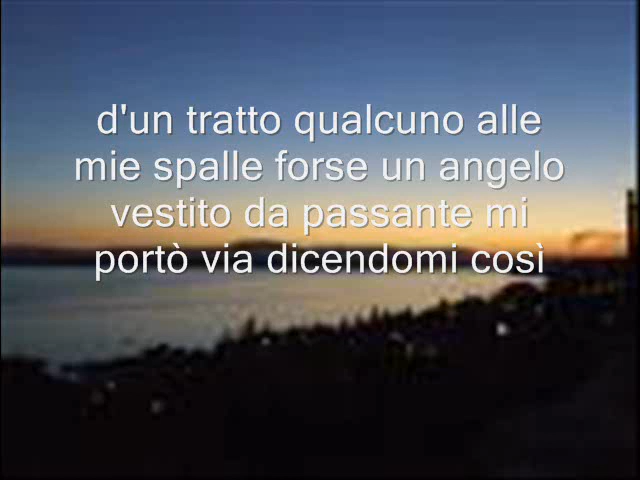 d'un tratto qualcuno alle
mie spalle forse un angelo
vestito da passante mi
portò via dicendomi così